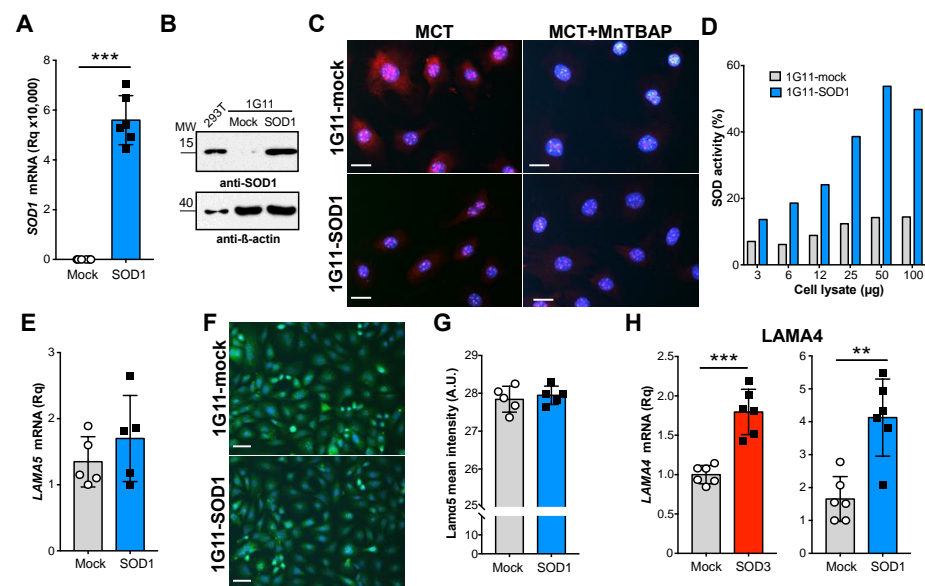 A
SOD1 mRNA (Rq x10,000)
8
6
4
2
0
***
Mock
SOD1
B
293T
1G11
Mock SOD1
MW
15
anti-SOD1
40
anti-ß-actin
C
MCT
MCT+MnTBAP
1G11-mock
1G11-SOD1
D
SOD activity (%)
60
40
20
0
1G11-mock
1G11-SOD1
3 6 12 25 50 100
Cell lysate (µg)
E
LAMA5 mRNA (Rq)
3
2
1
0
Mock
SOD1
F
1G11-mock
1G11-SOD1
G
Lamα5 mean intensity (A.U.)
29
28
27
26
25
10
0
Mock
SOD1
H
LAMA4
LAMA4 mRNA (Rq)
2.5
2.0
1.5
1.0
0.5
0.0
***
Mock
SOD3
6
5
4
3
2
1
0
**
Mock
SOD1